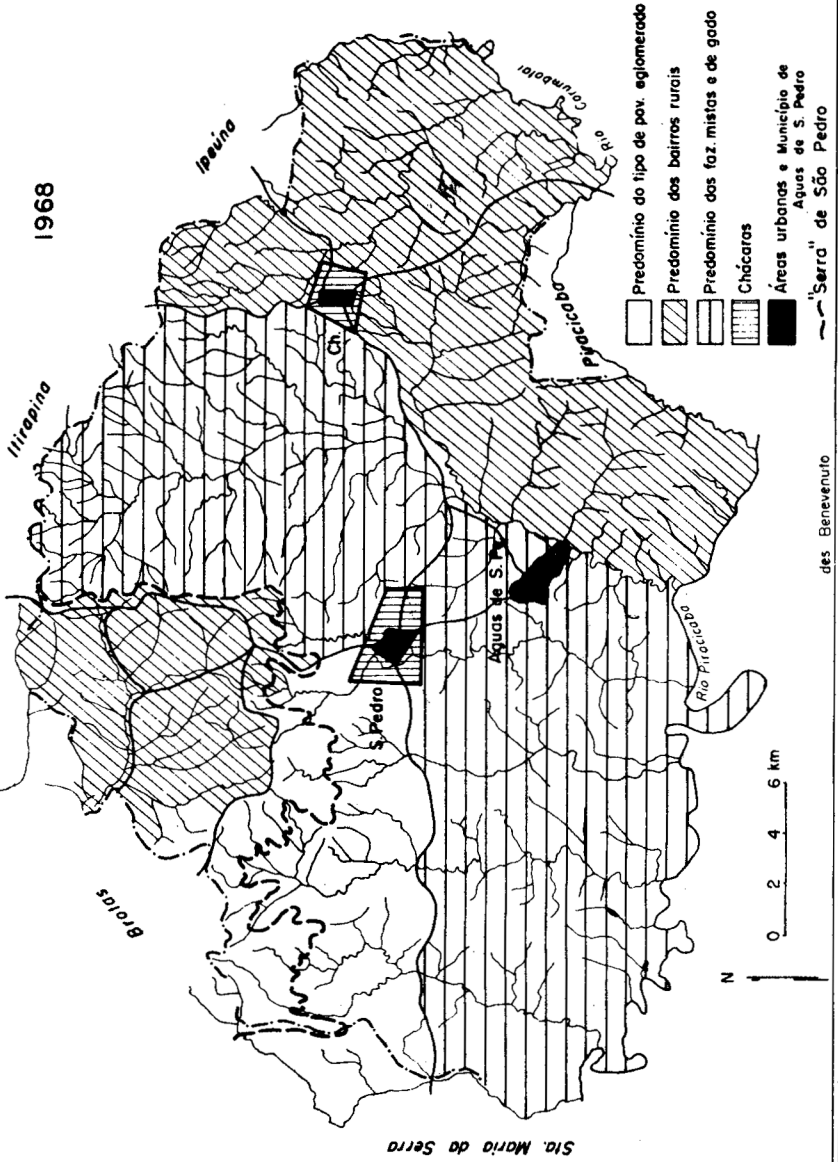 1968
Itirapina
Ipeúna
Brotas
Ch.
S. Pedro
Aguas de S. P.
Sta. Maria da Serra
Piracicaba
Rio Corumbataí
Rio Piracicaba
N
0 2 4 6 km
Predomínio do tipo de pov. aglomerado
Predomínio dos bairros rurais
Predomínio das faz. mistas e de gado
Chácaras
Áreas urbanas e Município de
Aguas de S. Pedro
"Serra" de São Pedro
des Benevenuto